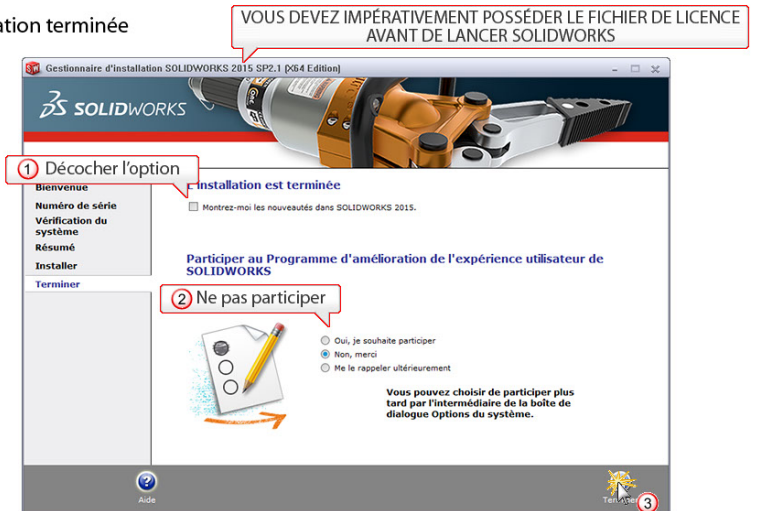 VOUS DEVEZ IMPÉRATIVEMENT POSSÉDER LE FICHIER DE LICENCE
AVANT DE LANCER SOLIDWORKS
ation terminée
Gestionnaire d'installation SOLIDWORKS 2015 SP2.1 (X64 Edition)
SOLIDWORKS
1 Décocher l'option
Bienvenue
L'installation est terminée
Numéro de série
Montrez-moi les nouveautés dans SOLIDWORKS 2015.
Vérification du
système
Résumé
Installer
Terminer
Participer au Programme d'amélioration de l'expérience utilisateur de
SOLIDWORKS
2 Ne pas participer
Oui, je souhaite participer
Non, merci
Me le rappeler ultérieurement
Vous pouvez choisir de participer plus
tard par l'intermédiaire de la boîte de
dialogue Options du système.
Aide
3